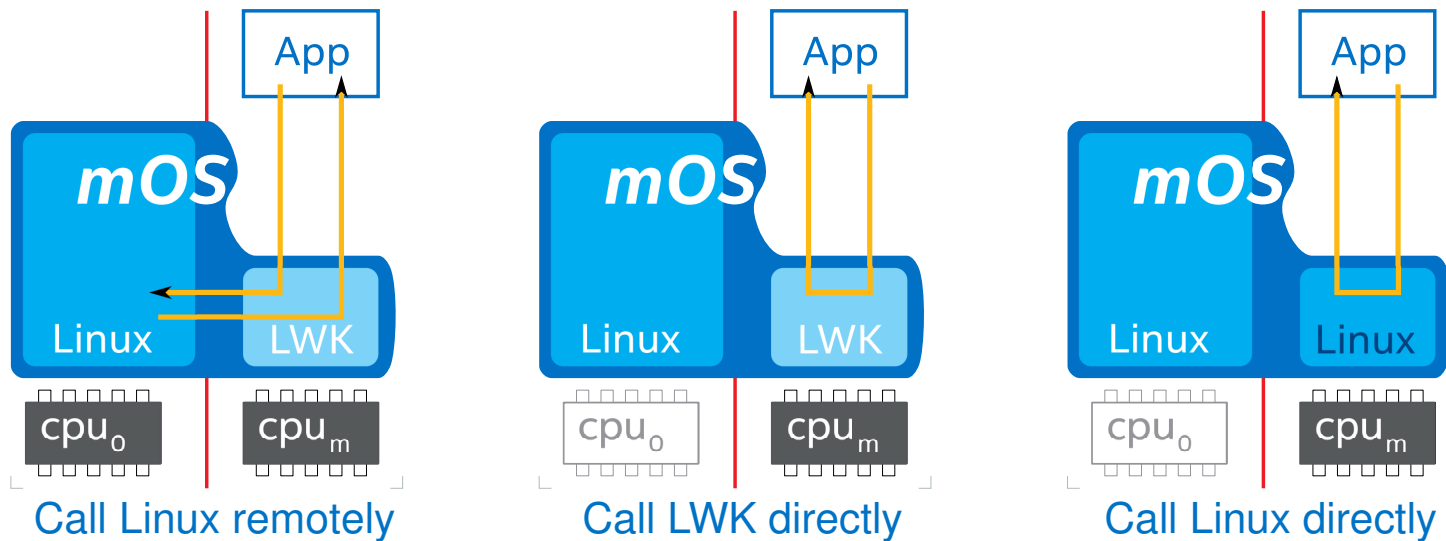 App
mOS
Linux
LWK
cpu₀
cpuₘ
Call Linux remotely
App
mOS
Linux
LWK
cpu₀
cpuₘ
Call LWK directly
App
mOS
Linux
Linux
cpu₀
cpuₘ
Call Linux directly